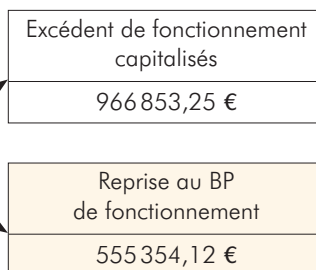 Excédent de fonctionnement
capitalisés
966 853,25 €
Reprise au BP
de fonctionnement
555 354,12 €